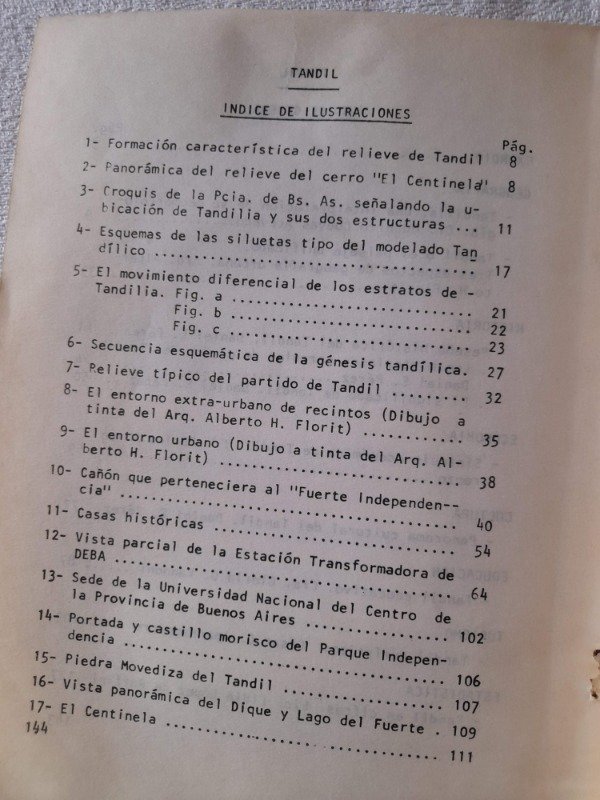 TANDIL
INDICE DE ILUSTRACIONES
Pág.
1- Formación característica del relieve de Tandil 8
2- Panorámica del relieve del cerro "El Centinela" 8
3- Croquis de la Pcia. de Bs. As. señalando la u-
bicación de Tandilia y sus dos estructuras ... 11
4- Esquemas de las siluetas tipo del modelado Tan
dílico ........................................ 17
5- El movimiento diferencial de los estratos de -
Tandilia. Fig. a .............................. 21
Fig. b .............................. 22
Fig. c .............................. 23
6- Secuencia esquemática de la génesis tandílica. 27
7- Relieve típico del partido de Tandil ......... 32
8- El entorno extra-urbano de recintos (Dibujo a
tinta del Arq. Alberto H. Florit) ............ 35
9- El entorno urbano (Dibujo a tinta del Arq. Al-
berto H. Florit) ............................. 38
10- Cañón que perteneciera al "Fuerte Independen--
cia" ......................................... 40
11- Casas históricas ............................. 54
12- Vista parcial de la Estación Transformadora de
DEBA ......................................... 64
13- Sede de la Universidad Nacional del Centro de
la Provincia de Buenos Aires ................. 102
14- Portada y castillo morisco del Parque Indepen-
dencia ....................................... 106
15- Piedra Movediza del Tandil ................... 107
16- Vista panorámica del Dique y Lago del Fuerte . 109
17- El Centinela ................................. 111
144